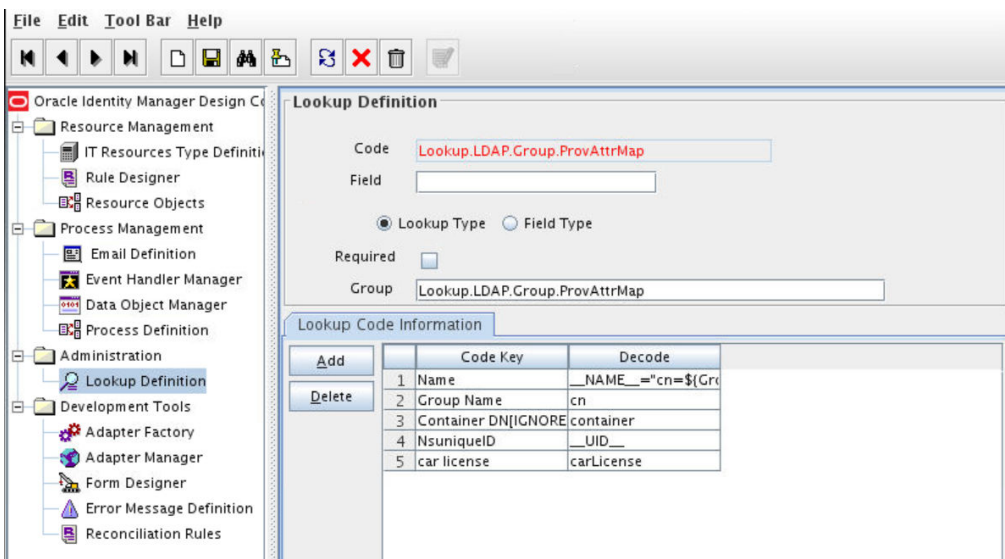 File Edit Tool Bar Help
Oracle Identity Manager Design Co
Resource Management
IT Resources Type Definiti
Rule Designer
Resource Objects
Process Management
Email Definition
Event Handler Manager
Data Object Manager
Process Definition
Administration
Lookup Definition
Development Tools
Adapter Factory
Adapter Manager
Form Designer
Error Message Definition
Reconciliation Rules
Lookup Definition
Code Lookup.LDAP.Group.ProvAttrMap
Field
Lookup Type Field Type
Required
Group Lookup.LDAP.Group.ProvAttrMap
Lookup Code Information
Add
Delete
Code Key Decode
1 Name __NAME__="cn=${Gro
2 Group Name cn
3 Container DN[IGNORE container
4 NsuniqueID __UID__
5 car license carLicense